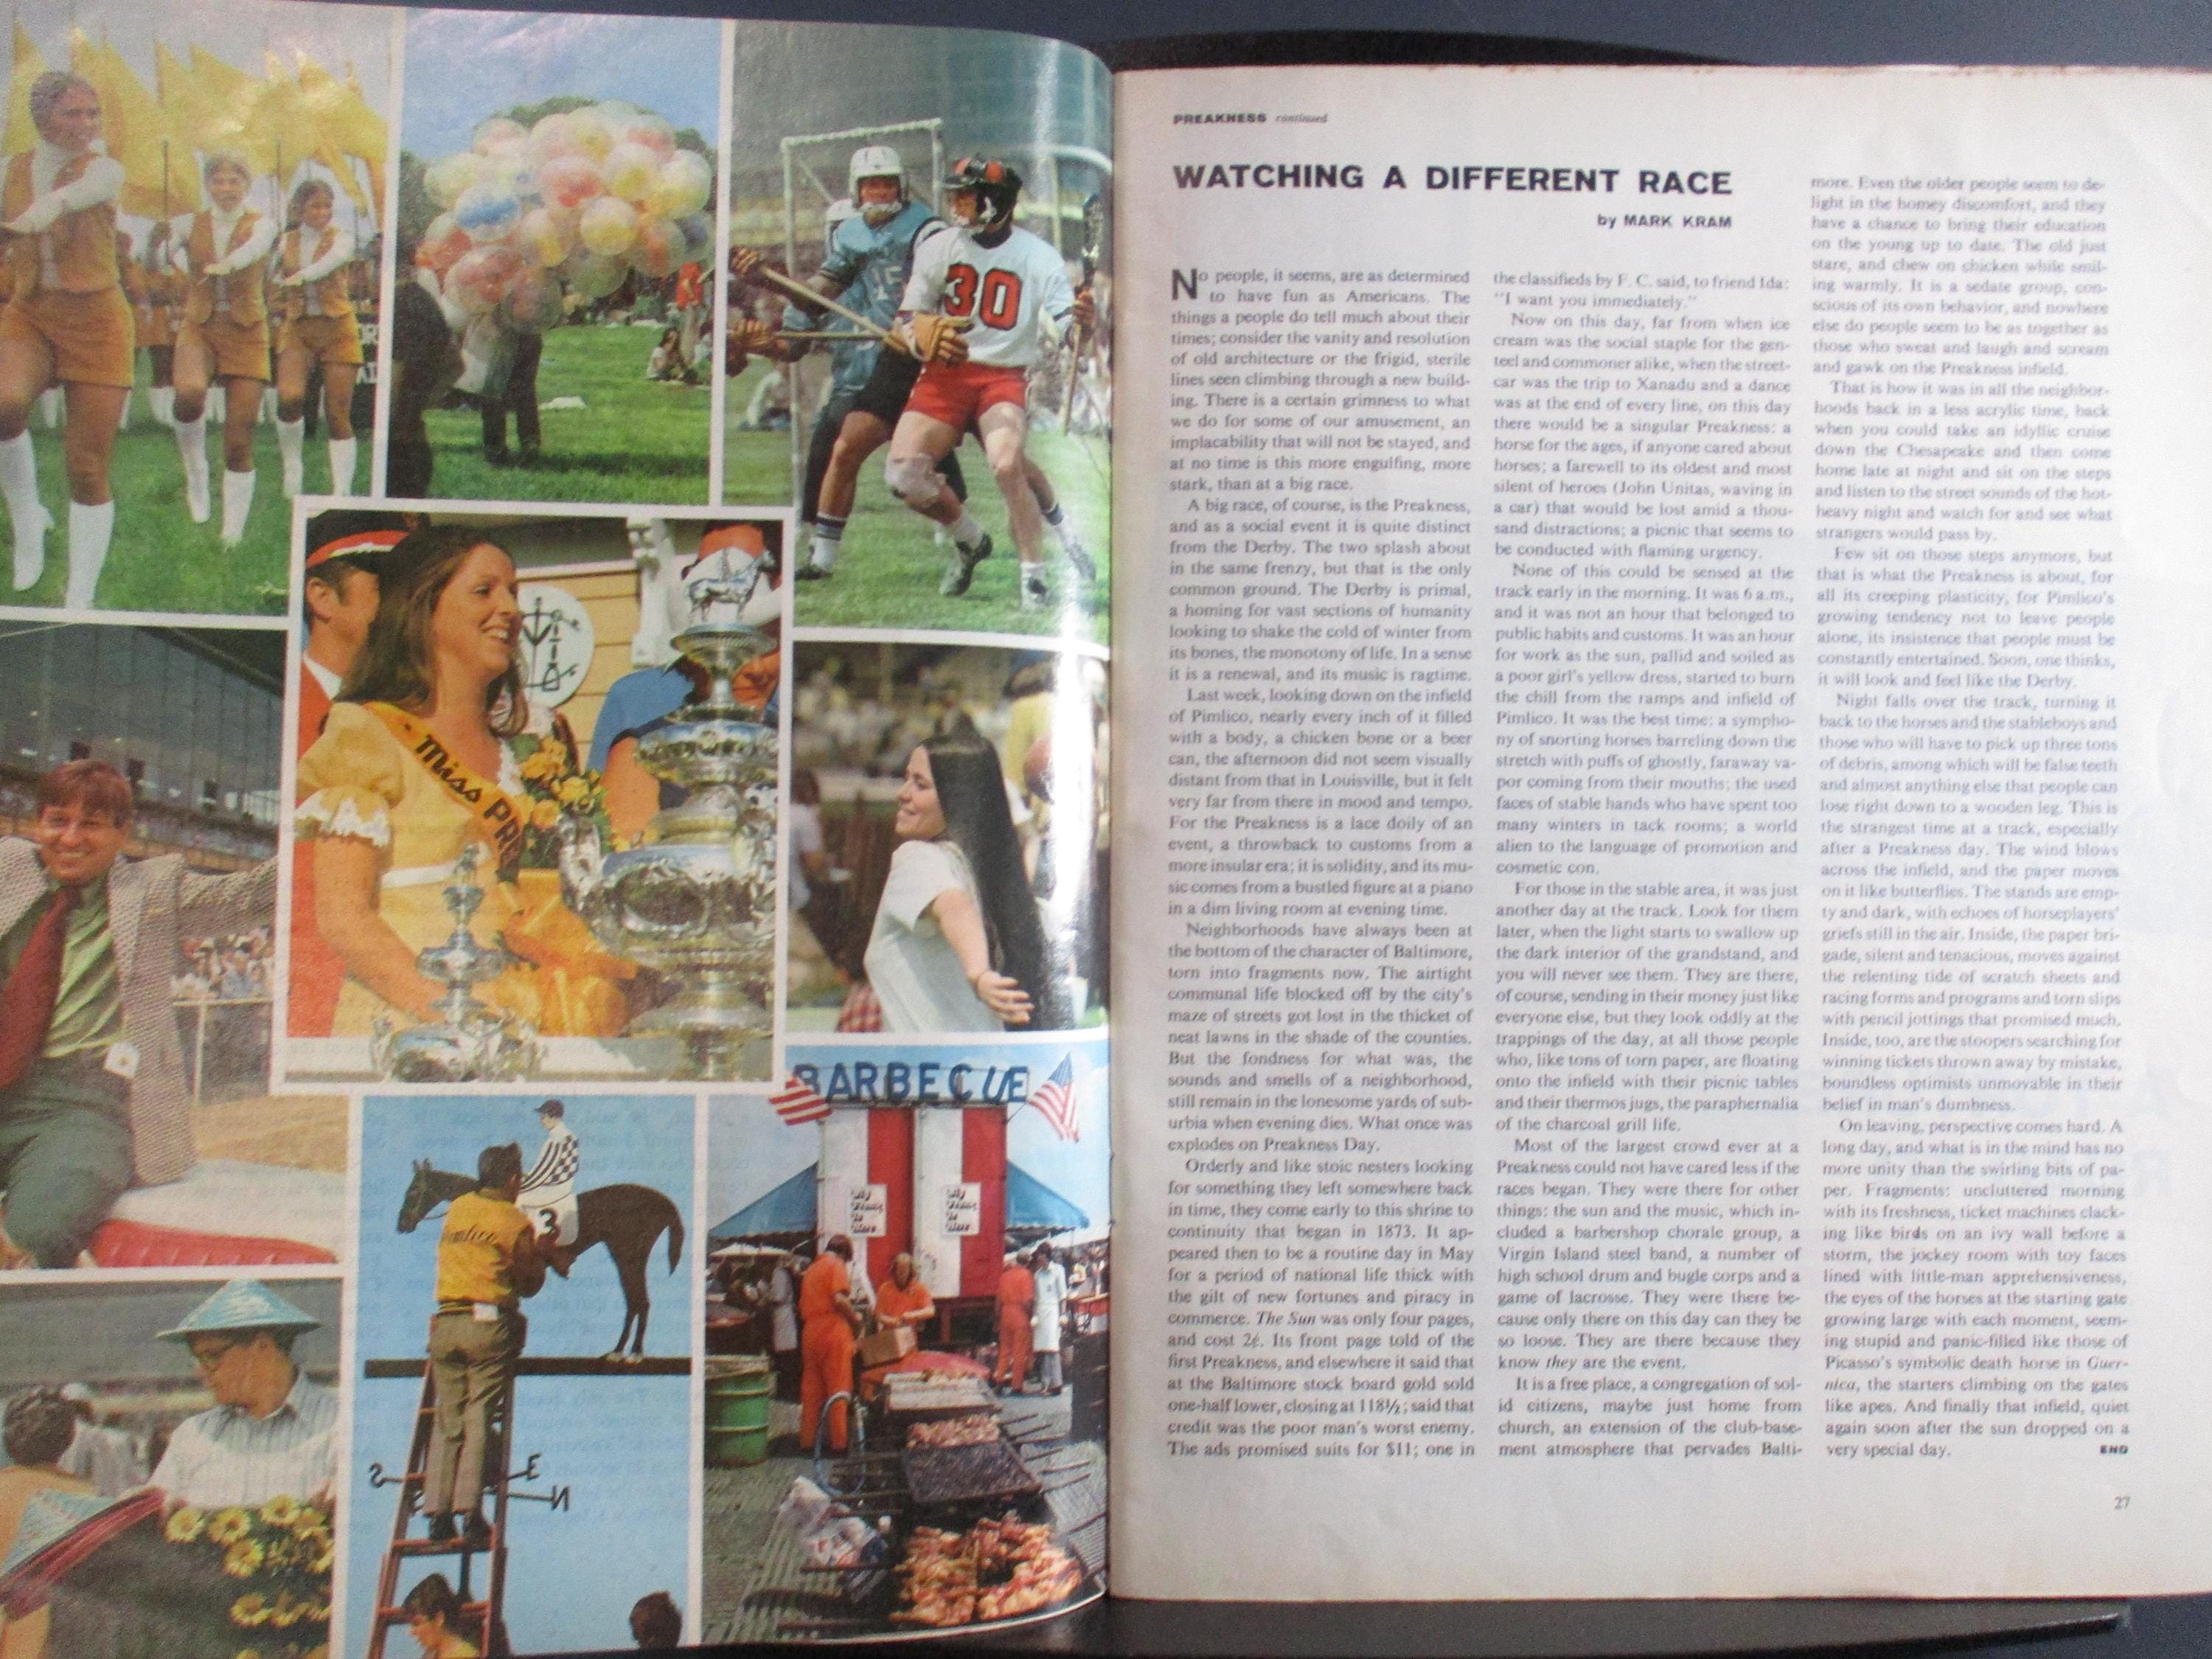 15
30
Miss PRE
BARBECUE
3
S
E
N
PREAKNESS continued
WATCHING A DIFFERENT RACE
by MARK KRAM
No people, it seems, are as determined
to have fun as Americans. The
things a people do tell much about their
times; consider the vanity and resolution
of old architecture or the frigid, sterile
lines seen climbing through a new build-
ing. There is a certain grimness to what
we do for some of our amusement, an
implacability that will not be stayed, and
at no time is this more engulfing, more
stark, than at a big race.
A big race, of course, is the Preakness,
and as a social event it is quite distinct
from the Derby. The two splash about
in the same frenzy, but that is the only
common ground. The Derby is primal,
a homing for vast sections of humanity
looking to shake the cold of winter from
its bones, the monotony of life. In a sense
it is a renewal, and its music is ragtime.
Last week, looking down on the infield
of Pimlico, nearly every inch of it filled
with a body, a chicken bone or a beer
can, the afternoon did not seem visually
distant from that in Louisville, but it felt
very far from there in mood and tempo.
For the Preakness is a lace doily of an
event, a throwback to customs from a
more insular era; it is solidity, and its mu-
sic comes from a bustled figure at a piano
in a dim living room at evening time.
Neighborhoods have always been at
the bottom of the character of Baltimore,
torn into fragments now. The airtight
communal life blocked off by the city's
maze of streets got lost in the thicket of
neat lawns in the shade of the counties.
But the fondness for what was, the
sounds and smells of a neighborhood,
still remain in the lonesome yards of sub-
urbia when evening dies. What once was
explodes on Preakness Day.
Orderly and like stoic nesters looking
for something they left somewhere back
in time, they come early to this shrine to
continuity that began in 1873. It ap-
peared then to be a routine day in May
for a period of national life thick with
the gilt of new fortunes and piracy in
commerce. The Sun was only four pages,
and cost 2¢. Its front page told of the
first Preakness, and elsewhere it said that
at the Baltimore stock board gold sold
one-half lower, closing at 118½; said that
credit was the poor man's worst enemy.
The ads promised suits for $11; one in
the classifieds by F. C. said, to friend Ida:
"I want you immediately."
Now on this day, far from when ice
cream was the social staple for the gen-
teel and commoner alike, when the street-
car was the trip to Xanadu and a dance
was at the end of every line, on this day
there would be a singular Preakness: a
horse for the ages, if anyone cared about
horses; a farewell to its oldest and most
silent of heroes (John Unitas, waving in
a car) that would be lost amid a thou-
sand distractions; a picnic that seems to
be conducted with flaming urgency.
None of this could be sensed at the
track early in the morning. It was 6 a.m.,
and it was not an hour that belonged to
public habits and customs. It was an hour
for work as the sun, pallid and soiled as
a poor girl's yellow dress, started to burn
the chill from the ramps and infield of
Pimlico. It was the best time: a sympho-
ny of snorting horses barreling down the
stretch with puffs of ghostly, faraway va-
por coming from their mouths; the used
faces of stable hands who have spent too
many winters in tack rooms; a world
alien to the language of promotion and
cosmetic con.
For those in the stable area, it was just
another day at the track. Look for them
later, when the light starts to swallow up
the dark interior of the grandstand, and
you will never see them. They are there,
of course, sending in their money just like
everyone else, but they look oddly at the
trappings of the day, at all those people
who, like tons of torn paper, are floating
onto the infield with their picnic tables
and their thermos jugs, the paraphernalia
of the charcoal grill life.
Most of the largest crowd ever at a
Preakness could not have cared less if the
races began. They were there for other
things: the sun and the music, which in-
cluded a barbershop chorale group, a
Virgin Island steel band, a number of
high school drum and bugle corps and a
game of lacrosse. They were there be-
cause only there on this day can they be
so loose. They are there because they
know they are the event.
It is a free place, a congregation of sol-
id citizens, maybe just home from
church, an extension of the club-base-
ment atmosphere that pervades Balti-
more. Even the older people seem to de-
light in the homey discomfort, and they
have a chance to bring their education
on the young up to date. The old just
stare, and chew on chicken while smil-
ing warmly. It is a sedate group, con-
scious of its own behavior, and nowhere
else do people seem to be as together as
those who sweat and laugh and scream
and gawk on the Preakness infield.
That is how it was in all the neighbor-
hoods back in a less acrylic time, back
when you could take an idyllic cruise
down the Chesapeake and then come
home late at night and sit on the steps
and listen to the street sounds of the hot-
heavy night and watch for and see what
strangers would pass by.
Few sit on those steps anymore, but
that is what the Preakness is about, for
all its creeping plasticity, for Pimlico's
growing tendency not to leave people
alone, its insistence that people must be
constantly entertained. Soon, one thinks,
it will look and feel like the Derby.
Night falls over the track, turning it
back to the horses and the stableboys and
those who will have to pick up three tons
of debris, among which will be false teeth
and almost anything else that people can
lose right down to a wooden leg. This is
the strangest time at a track, especially
after a Preakness day. The wind blows
across the infield, and the paper moves
on it like butterflies. The stands are emp-
ty and dark, with echoes of horseplayers'
griefs still in the air. Inside, the paper bri-
gade, silent and tenacious, moves against
the relenting tide of scratch sheets and
racing forms and programs and torn slips
with pencil jottings that promised much.
Inside, too, are the stoopers searching for
winning tickets thrown away by mistake,
boundless optimists unmovable in their
belief in man's dumbness.
On leaving, perspective comes hard. A
long day, and what is in the mind has no
more unity than the swirling bits of pa-
per. Fragments: uncluttered morning
with its freshness, ticket machines clack-
ing like birds on an ivy wall before a
storm, the jockey room with toy faces
lined with little-man apprehensiveness,
the eyes of the horses at the starting gate
growing large with each moment, seem-
ing stupid and panic-filled like those of
Picasso's symbolic death horse in Guer-
nica, the starters climbing on the gates
like apes. And finally that infield, quiet
again soon after the sun dropped on a
very special day. END
27